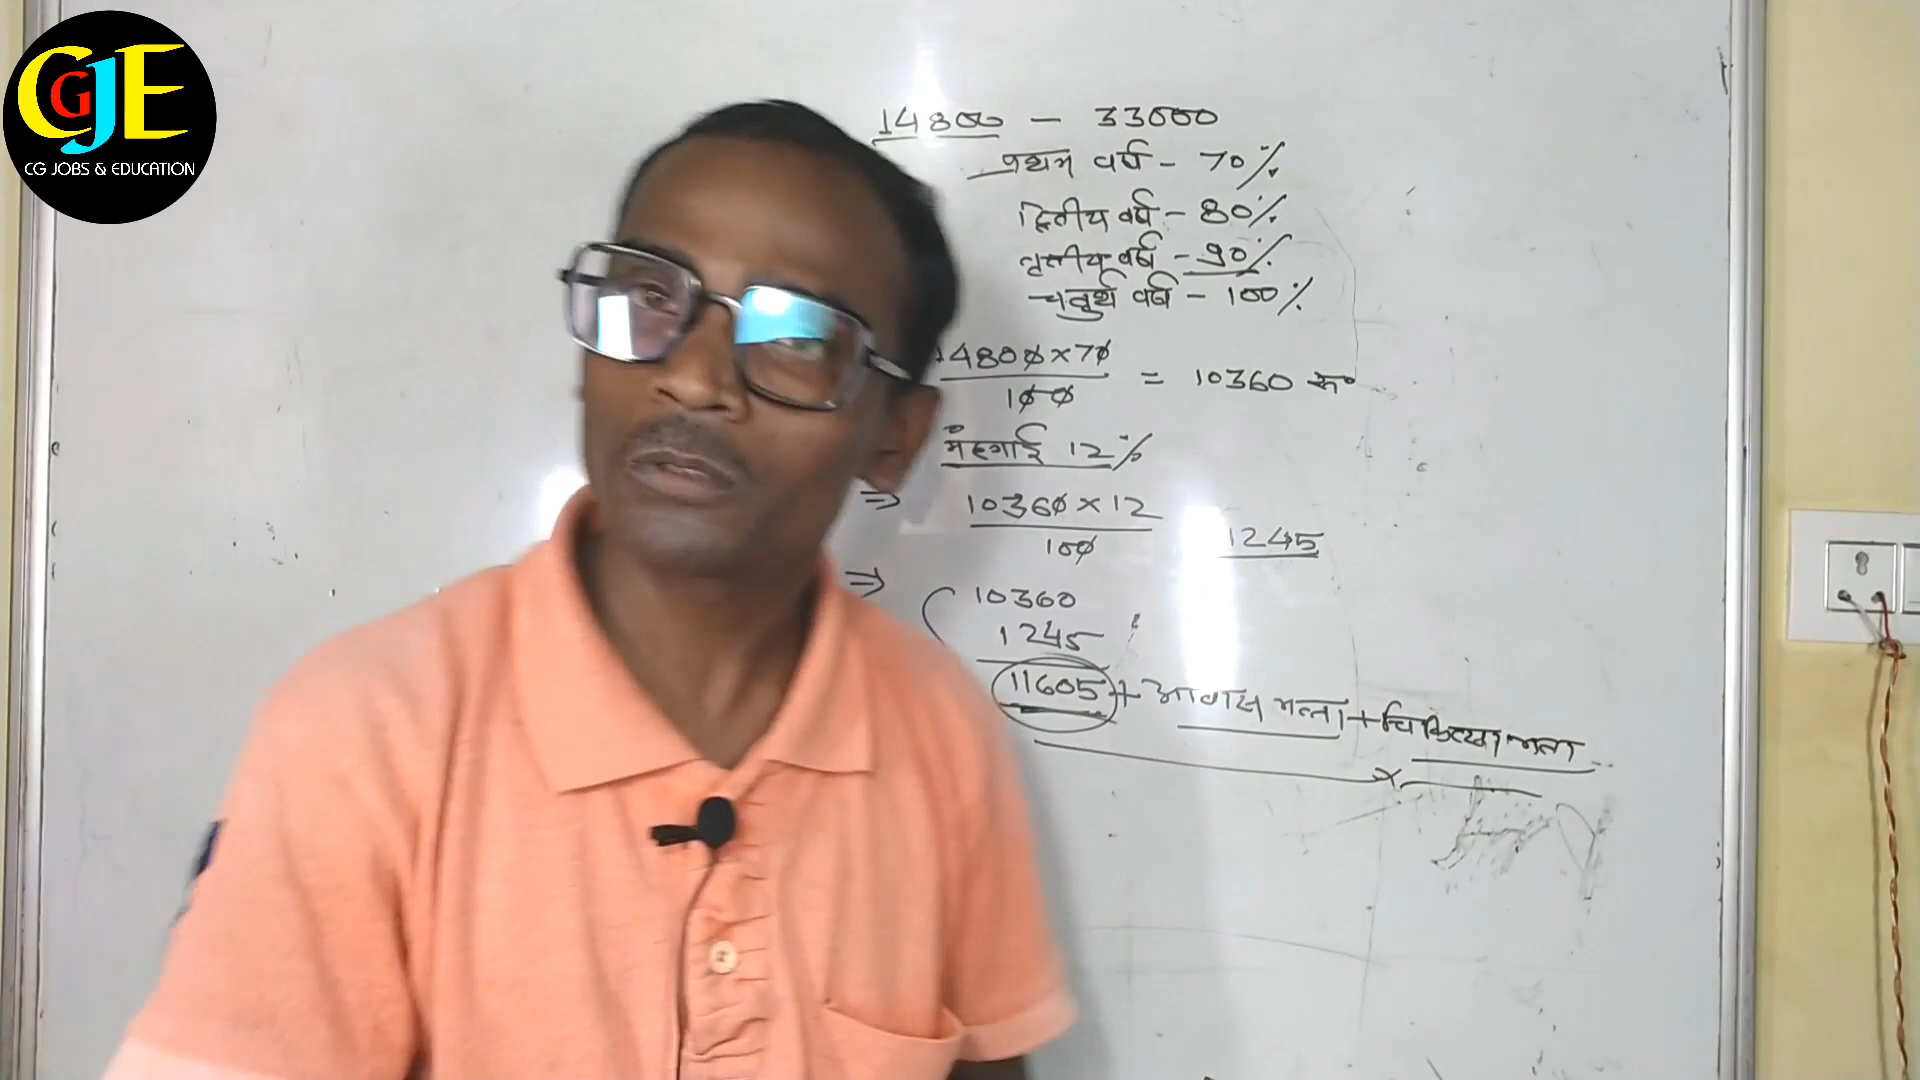 CGJE
CG JOBS & EDUCATION
14800 - 33000
प्रथम वर्ष - 70%
द्वितीय वर्ष - 80%
तृतीय वर्ष - 90%
चतुर्थ वर्ष - 100%
14800 x 70
100
= 10360 रू०
मंहगाई 12%
⇒ 10360 x 12
100
1245
⇒ 10360
1245
11605 + आवास भत्ता + चिकित्सा भत्ता